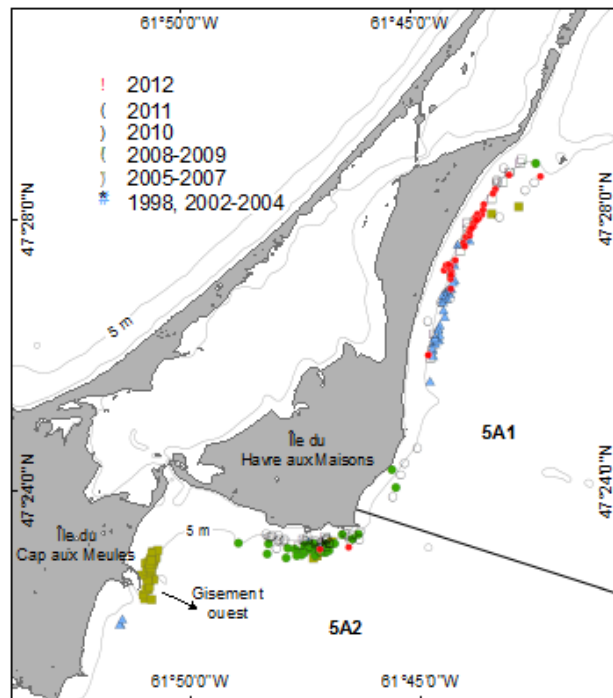 61°50'0"W 61°45'0"W
! 2012
( 2011
) 2010
2008-2009
2005-2007
1998, 2002-2004
47°28'0"N 47°28'0"N
5 m
5A1
Île du
Havre aux Maisons
47°24'0"N 47°24'0"N
Île du
Cap aux Meules
5 m
Gisement
ouest
5A2
61°50'0"W 61°45'0"W